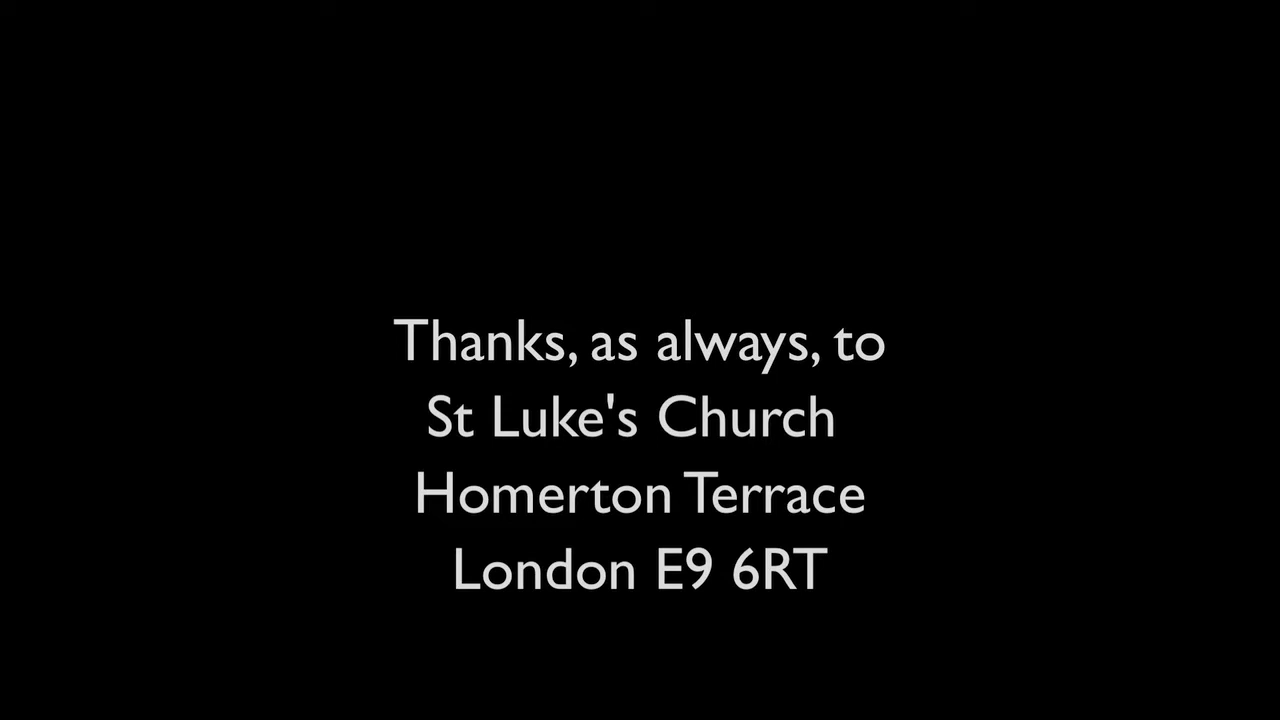 Thanks, as always, to
St Luke's Church
Homerton Terrace
London E9 6RT